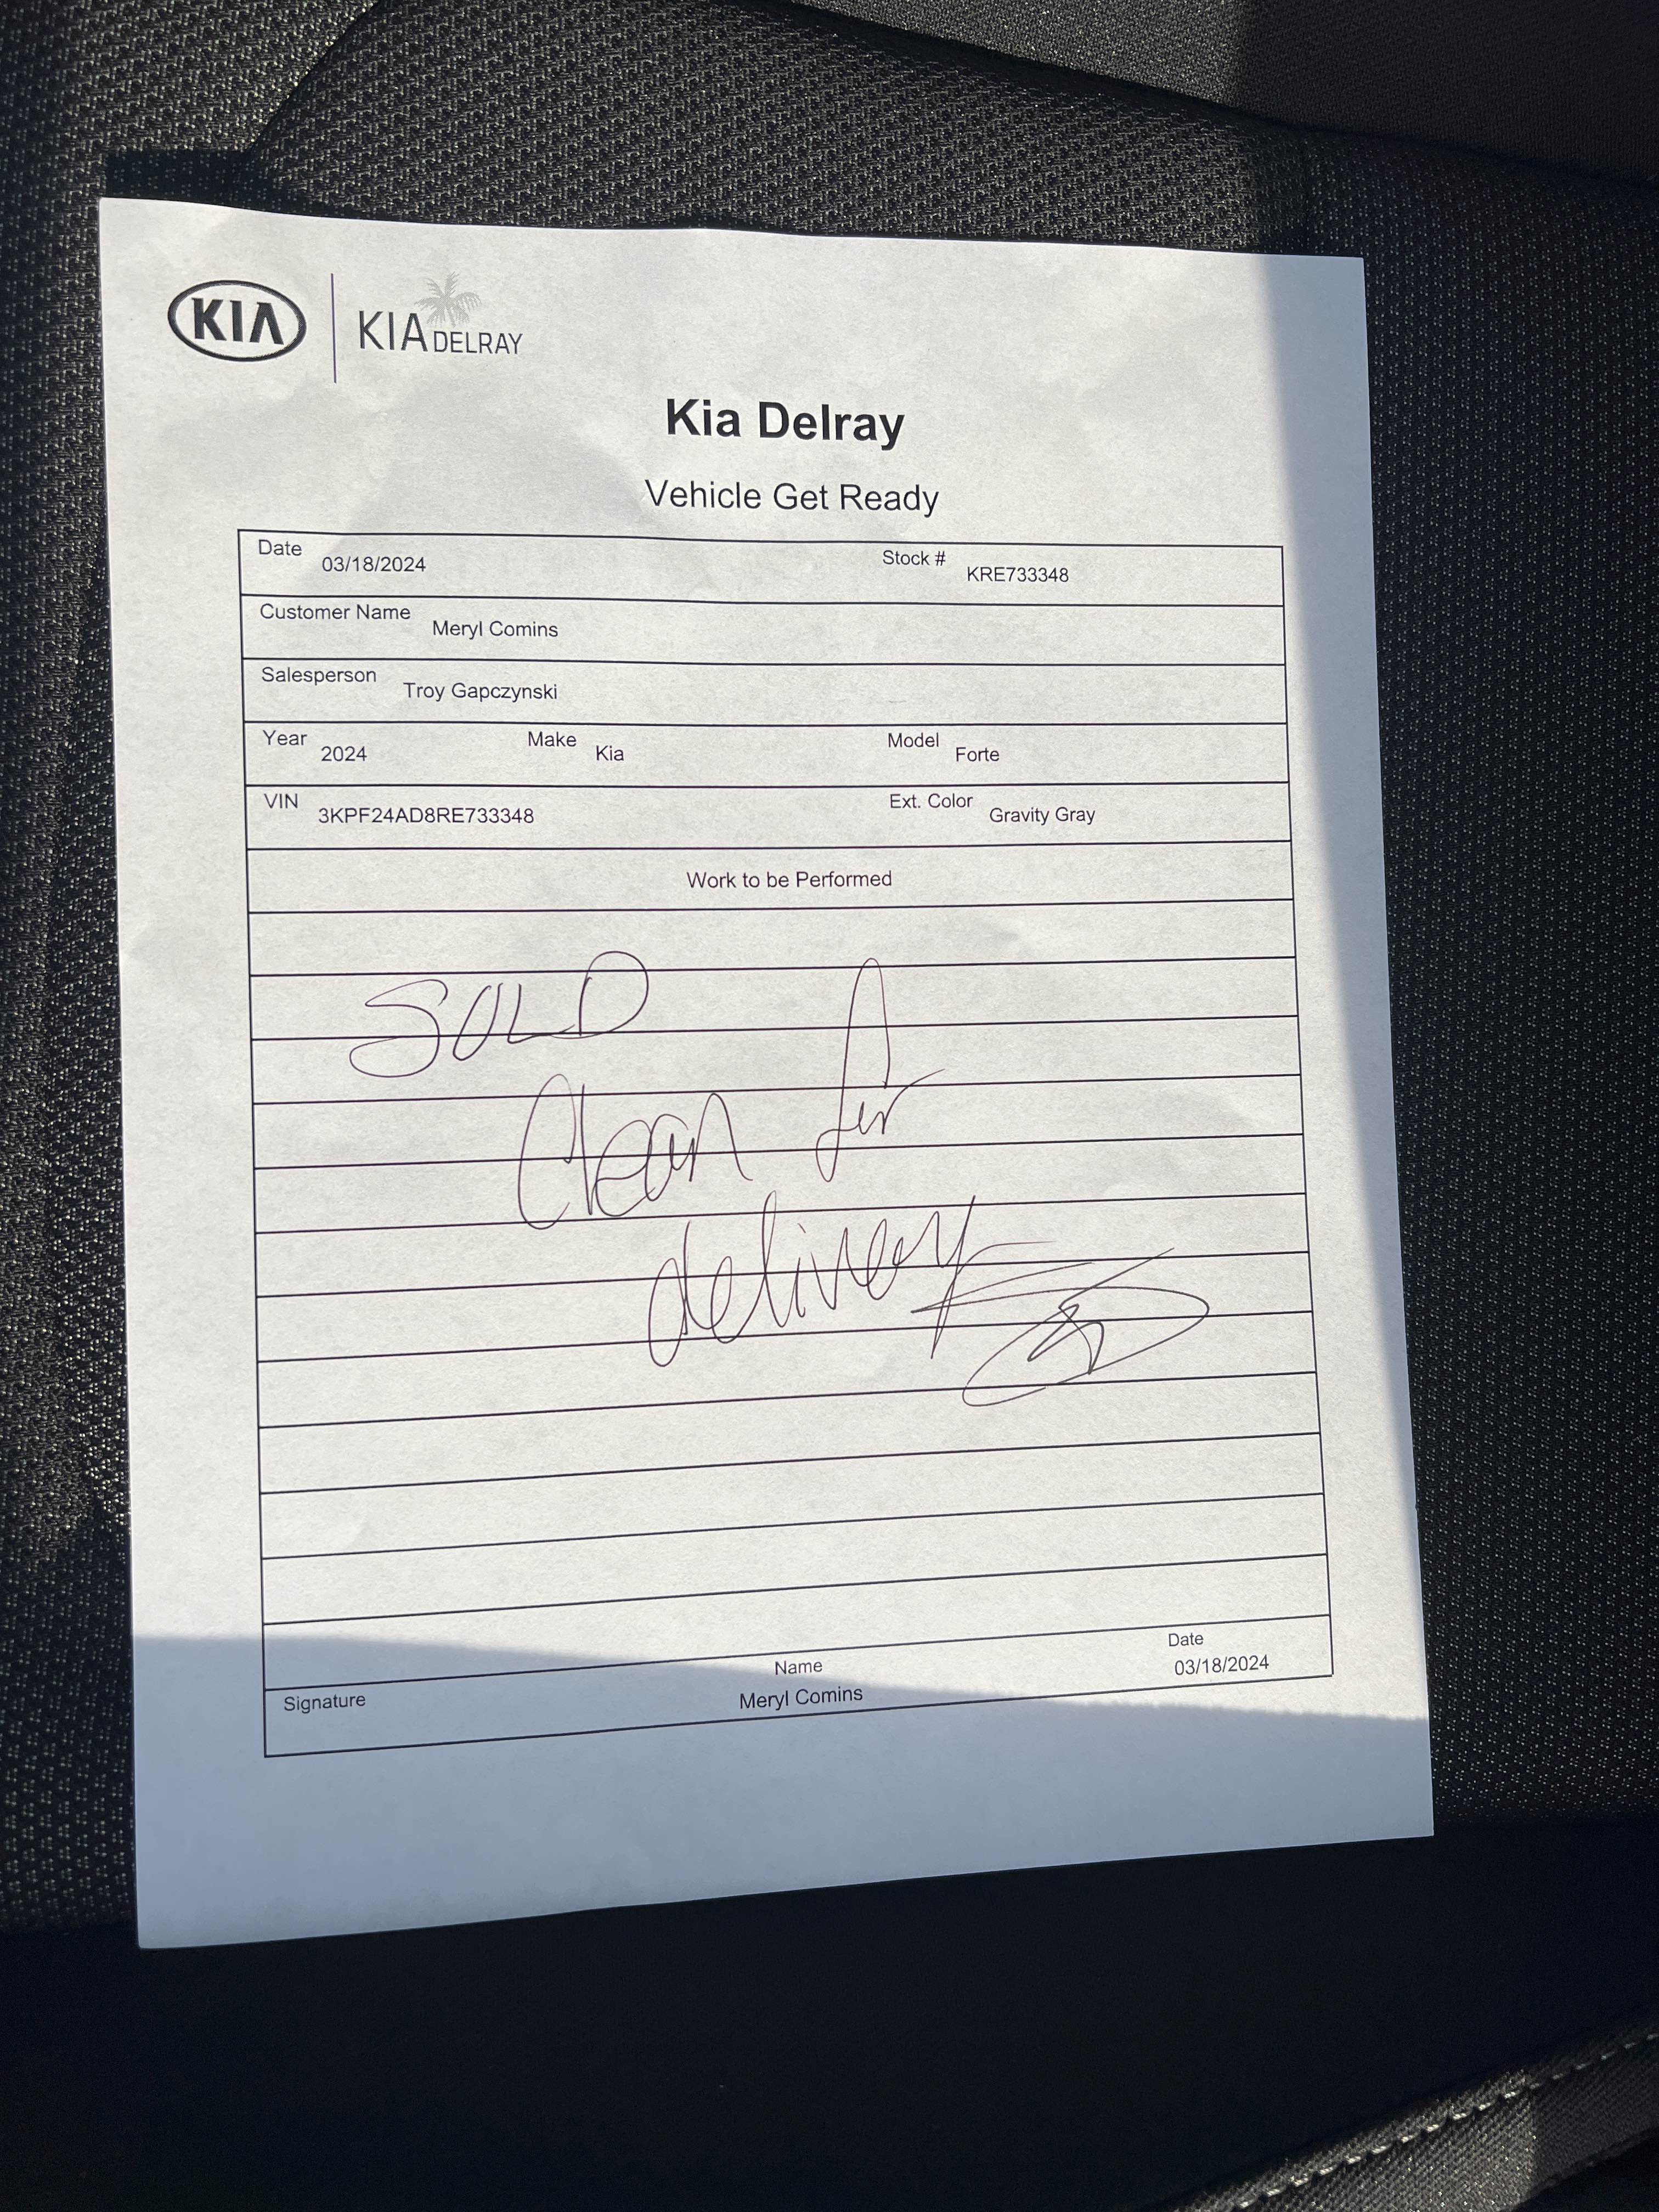 KIA KIA DELRAY
Kia Delray
Vehicle Get Ready
Date 03/18/2024 Stock # KRE733348
Customer Name Meryl Comins
Salesperson Troy Gapczynski
Year 2024 Make Kia Model Forte
VIN 3KPF24AD8RE733348 Ext. Color Gravity Gray
Work to be Performed
SOLD
Clean for
delivery
Signature Name Meryl Comins Date 03/18/2024